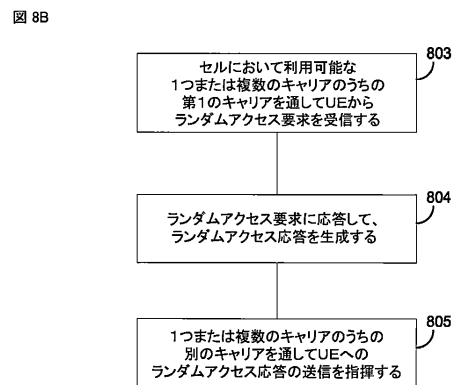 図 8B
803
セルにおいて利用可能な
1つまたは複数のキャリアのうちの
第1のキャリアを通してUEから
ランダムアクセス要求を受信する
804
ランダムアクセス要求に応答して、
ランダムアクセス応答を生成する
805
1つまたは複数のキャリアのうちの
別のキャリアを通してUEへの
ランダムアクセス応答の送信を指揮する